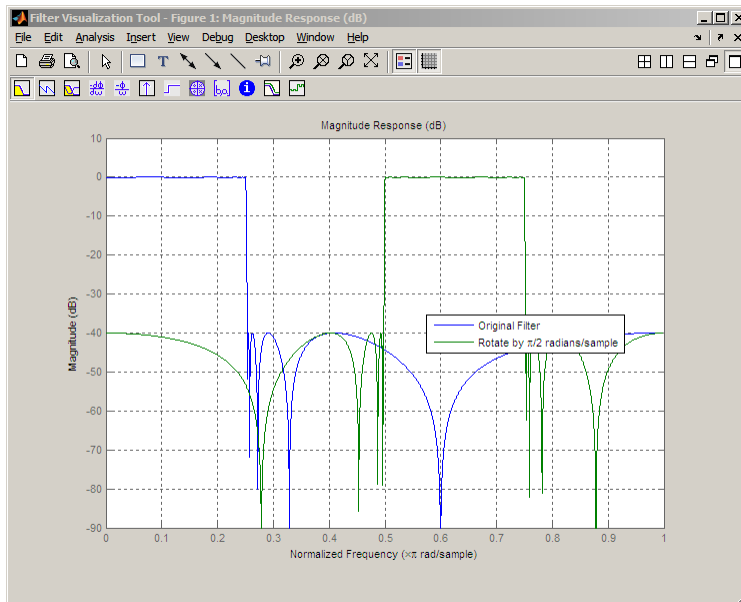 Filter Visualization Tool - Figure 1: Magnitude Response (dB)
File Edit Analysis Insert View Debug Desktop Window Help
Magnitude Response (dB)
10
0
-10
-20
-30
-40
-50
-60
-70
-80
-90
Magnitude (dB)
Original Filter
Rotate by π/2 radians/sample
0 0.1 0.2 0.3 0.4 0.5 0.6 0.7 0.8 0.9 1
Normalized Frequency (×π rad/sample)